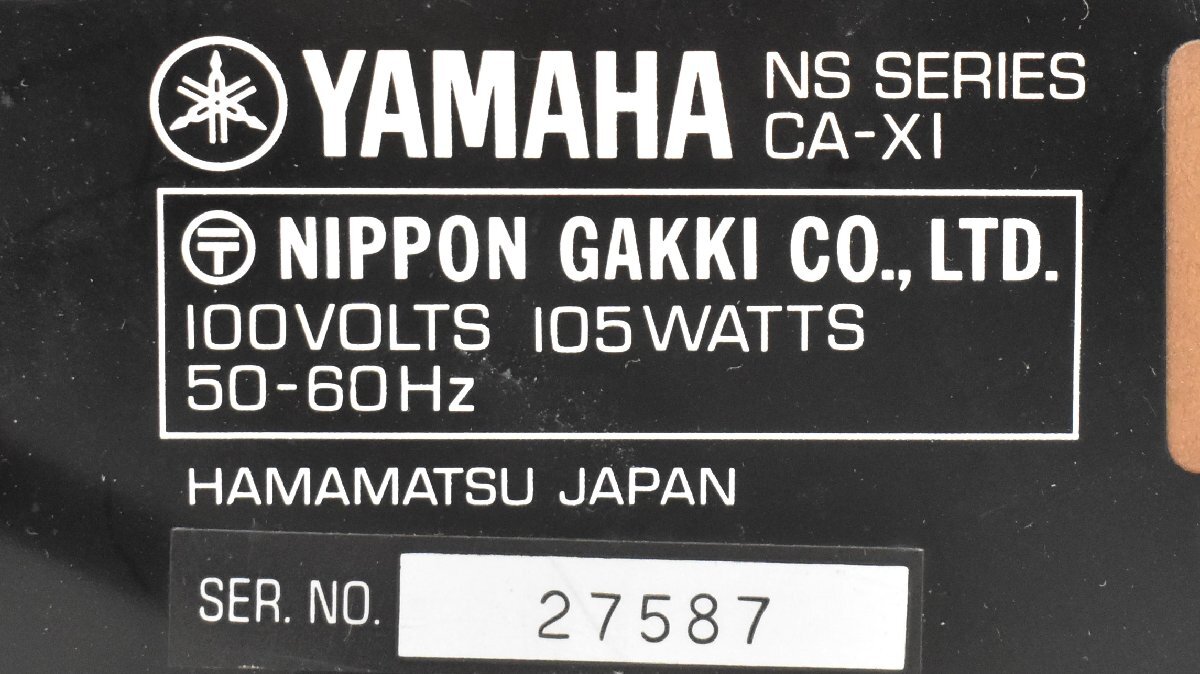 YAMAHA NS SERIES
CA-X1
〒 NIPPON GAKKI CO., LTD.
100VOLTS 105WATTS
50-60Hz
HAMAMATSU JAPAN
SER. NO. 27587